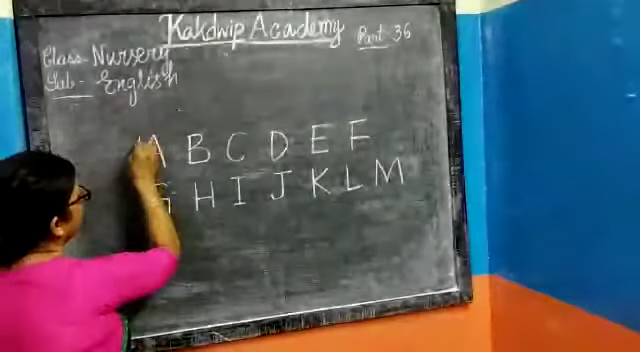 Kakdwip Academy
Part-36
Class-Nursery
Sub-English
A B C D E F
G H I J K L M